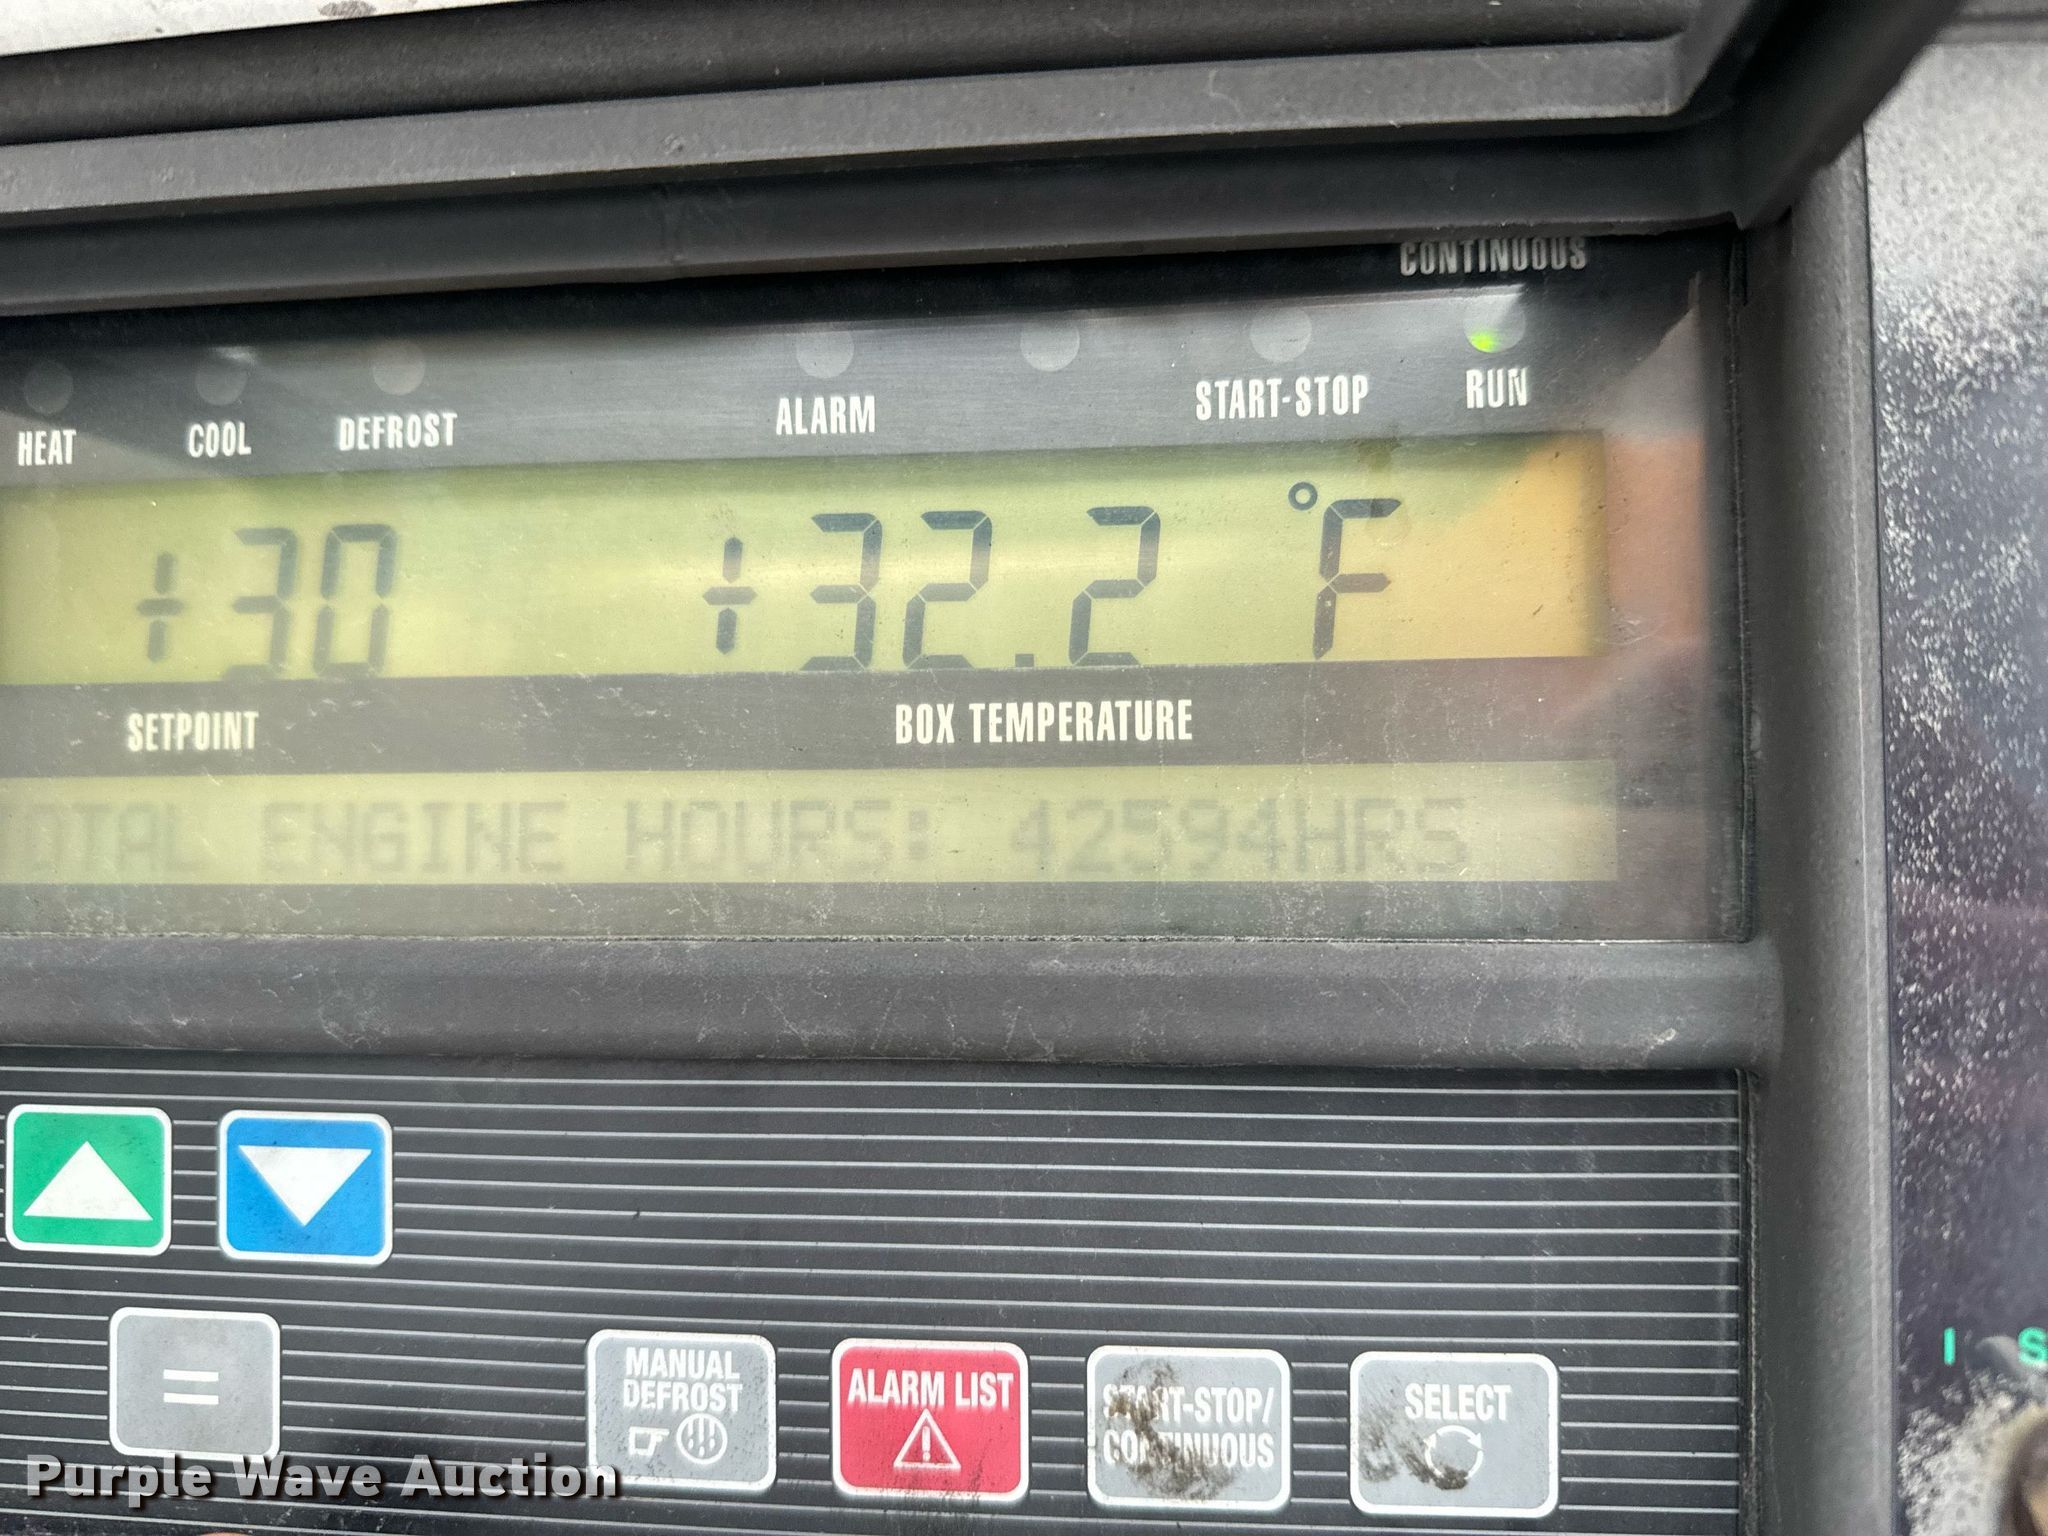 CONTINUOUS
HEAT COOL DEFROST ALARM START-STOP RUN
+30 +32.2 °F
SETPOINT BOX TEMPERATURE
OTAL ENGINE HOURS: 42594HRS
=
MANUAL DEFROST
ALARM LIST
START-STOP/
CONTINUOUS
SELECT
I S
Purple Wave Auction